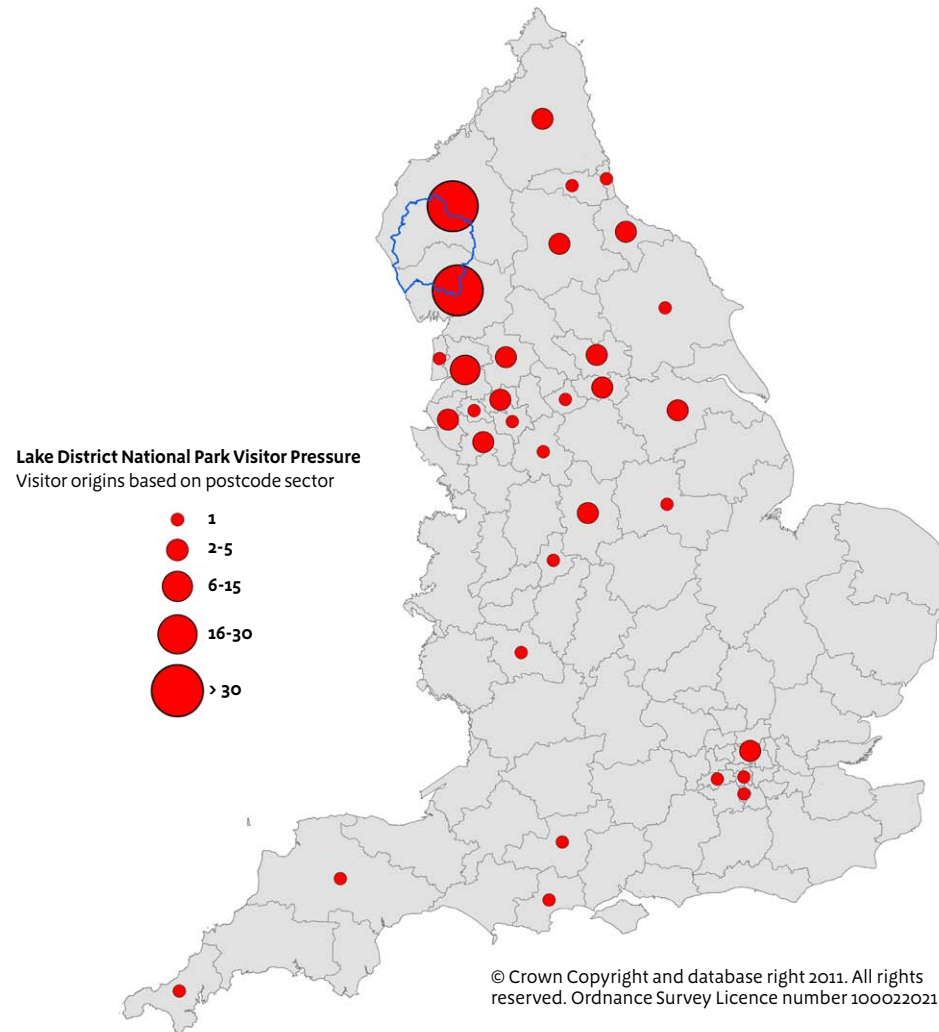 Lake District National Park Visitor Pressure
Visitor origins based on postcode sector
1
2-5
6-15
16-30
> 30
© Crown Copyright and database right 2011. All rights
reserved. Ordnance Survey Licence number 100022021